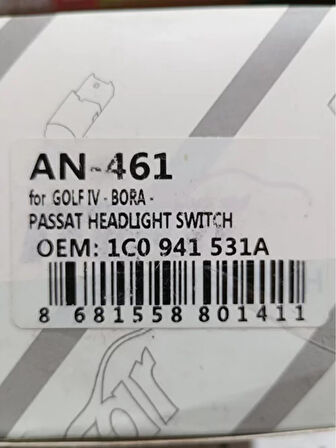 AN-461
for GOLF IV - BORA -
PASSAT HEADLIGHT SWITCH
OEM: 1C0 941 531A
8 681558 801411